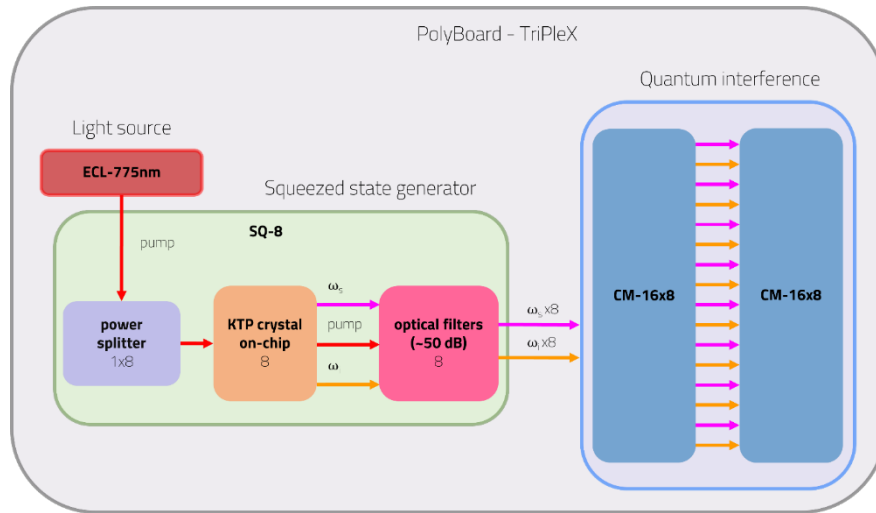 PolyBoard - TriPleX
Quantum interference
Light source
ECL-775nm
Squeezed state generator
SQ-8
pump
ωs
ωs x8
power
splitter
1x8
KTP crystal
on-chip
8
pump
optical filters
(~50 dB)
8
CM-16x8
CM-16x8
ωi x8
ω